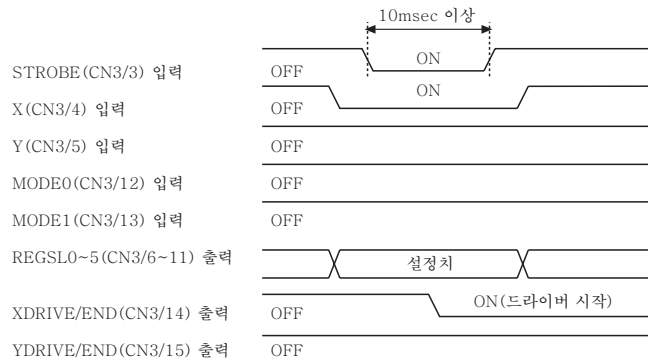 10msec 이상
STROBE(CN3/3) 입력 OFF ON
X(CN3/4) 입력 OFF ON
Y(CN3/5) 입력 OFF
MODE0(CN3/12) 입력 OFF
MODE1(CN3/13) 입력 OFF
REGSL0~5(CN3/6~11) 출력 설정치
XDRIVE/END(CN3/14) 출력 OFF ON(드라이버 시작)
YDRIVE/END(CN3/15) 출력 OFF